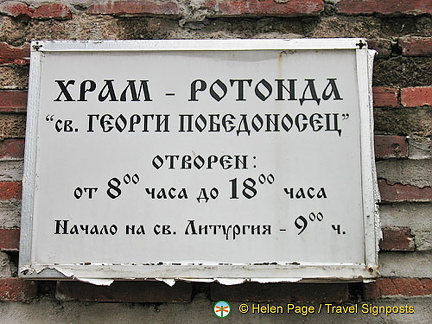 ХРАМ - РОТОНДА
“св. ГЕОРГИ ПОБЕДОНОСЕЦ”
ОТВОРЕН:
от 8⁰⁰ часа до 18⁰⁰ часа
Начало на св. Литургия - 9⁰⁰ ч.
© Helen Page / Travel Signposts